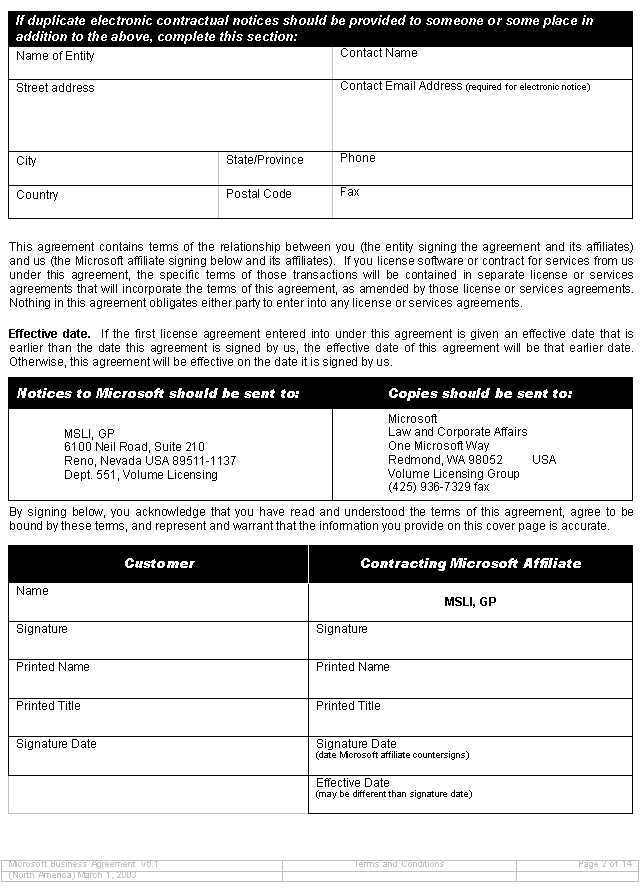 If duplicate electronic contractual notices should be provided to someone or some place in
addition to the above, complete this section:
Name of Entity
Contact Name
Street address
Contact Email Address (required for electronic notice)
City
State/Province
Phone
Country
Postal Code
Fax
This agreement contains terms of the relationship between you (the entity signing the agreement and its affiliates)
and us (the Microsoft affiliate signing below and its affiliates). If you license software or contract for services from us
under this agreement, the specific terms of those transactions will be contained in separate license or services
agreements that will incorporate the terms of this agreement, as amended by those license or services agreements.
Nothing in this agreement obligates either party to enter into any license or services agreements.
Effective date. If the first license agreement entered into under this agreement is given an effective date that is
earlier than the date this agreement is signed by us, the effective date of this agreement will be that earlier date.
Otherwise, this agreement will be effective on the date it is signed by us.
Notices to Microsoft should be sent to:
MSLI, GP
6100 Neil Road, Suite 210
Reno, Nevada USA 89511-1137
Dept. 551, Volume Licensing
Copies should be sent to:
Microsoft
Law and Corporate Affairs
One Microsoft Way
Redmond, WA 98052 USA
Volume Licensing Group
(425) 936-7329 fax
By signing below, you acknowledge that you have read and understood the terms of this agreement, agree to be
bound by these terms, and represent and warrant that the information you provide on this cover page is accurate.
Customer
Contracting Microsoft Affiliate
Name
MSLI, GP
Signature
Signature
Printed Name
Printed Name
Printed Title
Printed Title
Signature Date
Signature Date
(date Microsoft affiliate countersigns)
Effective Date
(may be different than signature date)
Microsoft Business Agreement v6.1
Terms and Conditions
Page 2 of 14
(North America) March 1, 2003